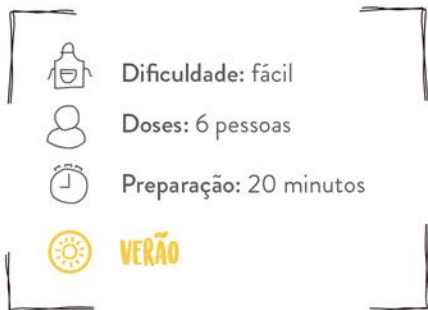 Dificuldade: fácil
Doses: 6 pessoas
Preparação: 20 minutos
VERÃO